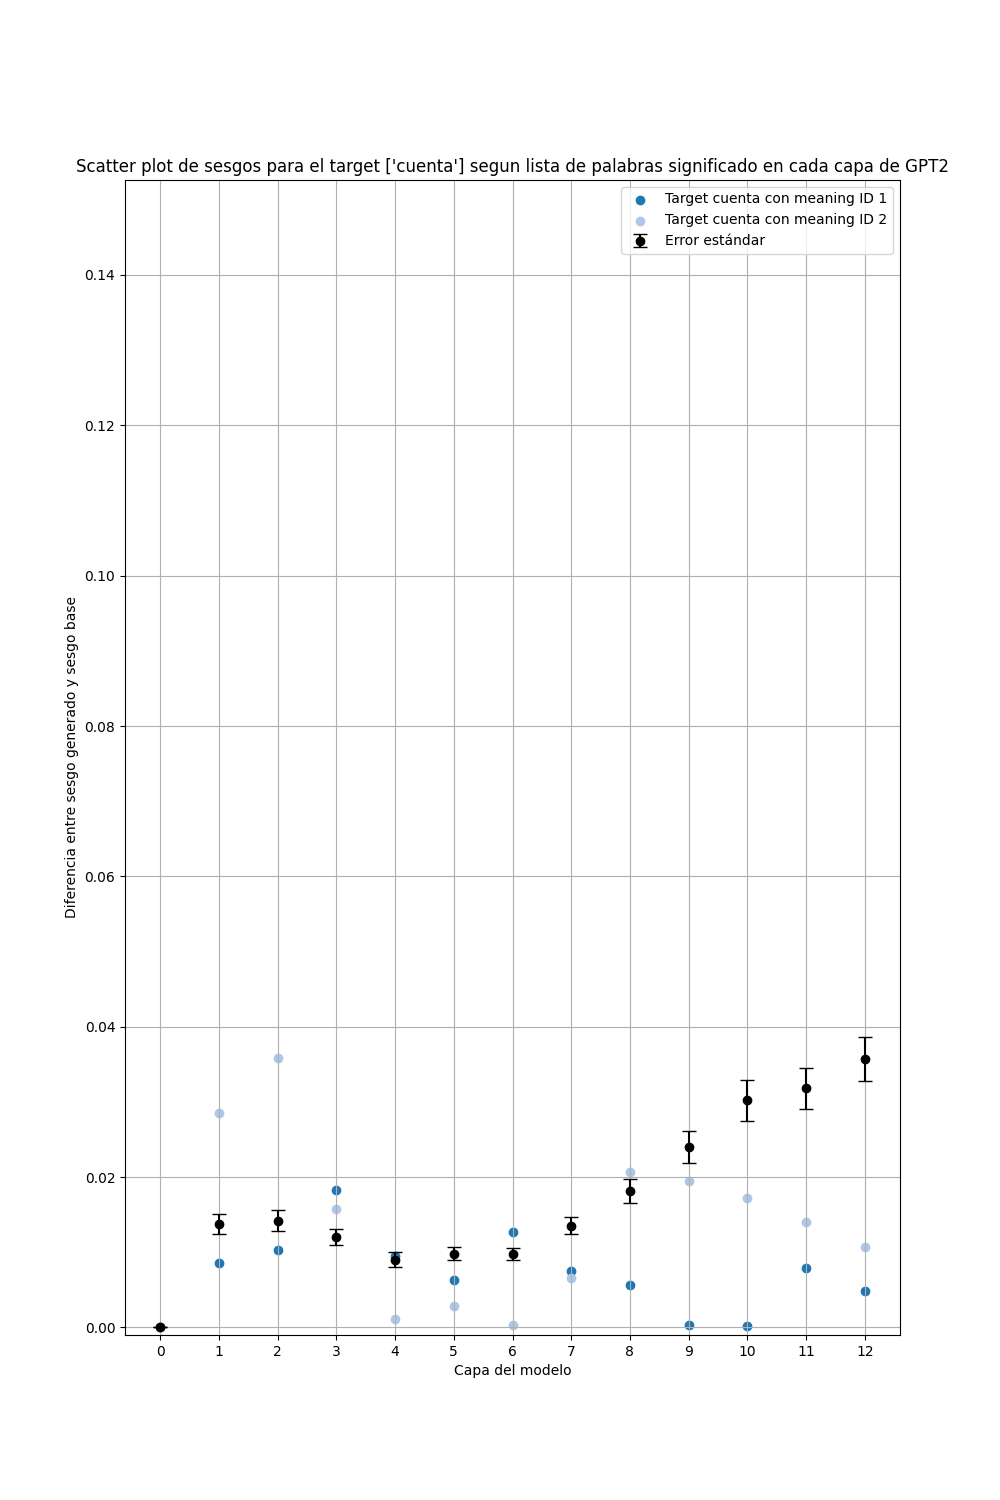 Scatter plot de sesgos para el target ['cuenta'] segun lista de palabras significado en cada capa de GPT2
Target cuenta con meaning ID 1
Target cuenta con meaning ID 2
Error estándar
0.14
0.12
0.10
0.08
0.06
0.04
0.02
0.00
Diferencia entre sesgo generado y sesgo base
0 1 2 3 4 5 6 7 8 9 10 11 12
Capa del modelo